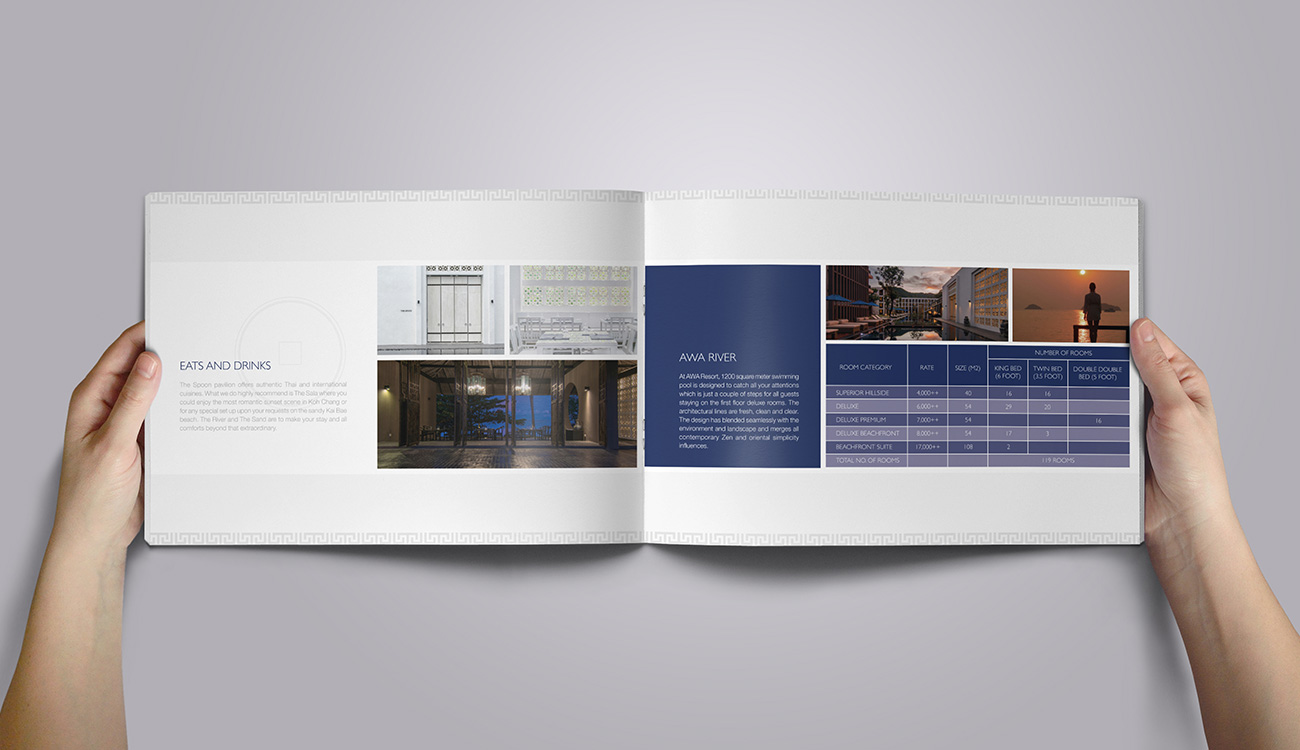 EATS AND DRINKS
The Spoon pavilion offers authentic Thai and international
cuisines. What we do highly recommend is The Sala where you
could enjoy the most romantic sunset scene in Koh Chang or
for any special set up upon your requests on the sandy Kai Bae
beach. The River and The Sand are to make your stay and all
comforts beyond that extraordinary.
AWA RIVER
At AWA Resort, 1200 square meter swimming
pool is designed to catch all your attentions
which is just a couple of steps for all guests
staying on the first floor deluxe rooms. The
architectural lines are fresh, clean and clear.
The design has blended seamlessly with the
environment and landscape and merges all
contemporary Zen and oriental simplicity
influences.
ROOM CATEGORY RATE SIZE (M2) NUMBER OF ROOMS
KING BED (6 FOOT) TWIN BED (3.5 FOOT) DOUBLE DOUBLE BED (5 FOOT)
SUPERIOR HILLSIDE 4,000++ 40 16 16
DELUXE 6,000++ 54 29 20
DELUXE PREMIUM 7,000++ 54 16
DELUXE BEACHFRONT 8,000++ 54 17 3
BEACHFRONT SUITE 17,000++ 108 2
TOTAL NO. OF ROOMS 119 ROOMS